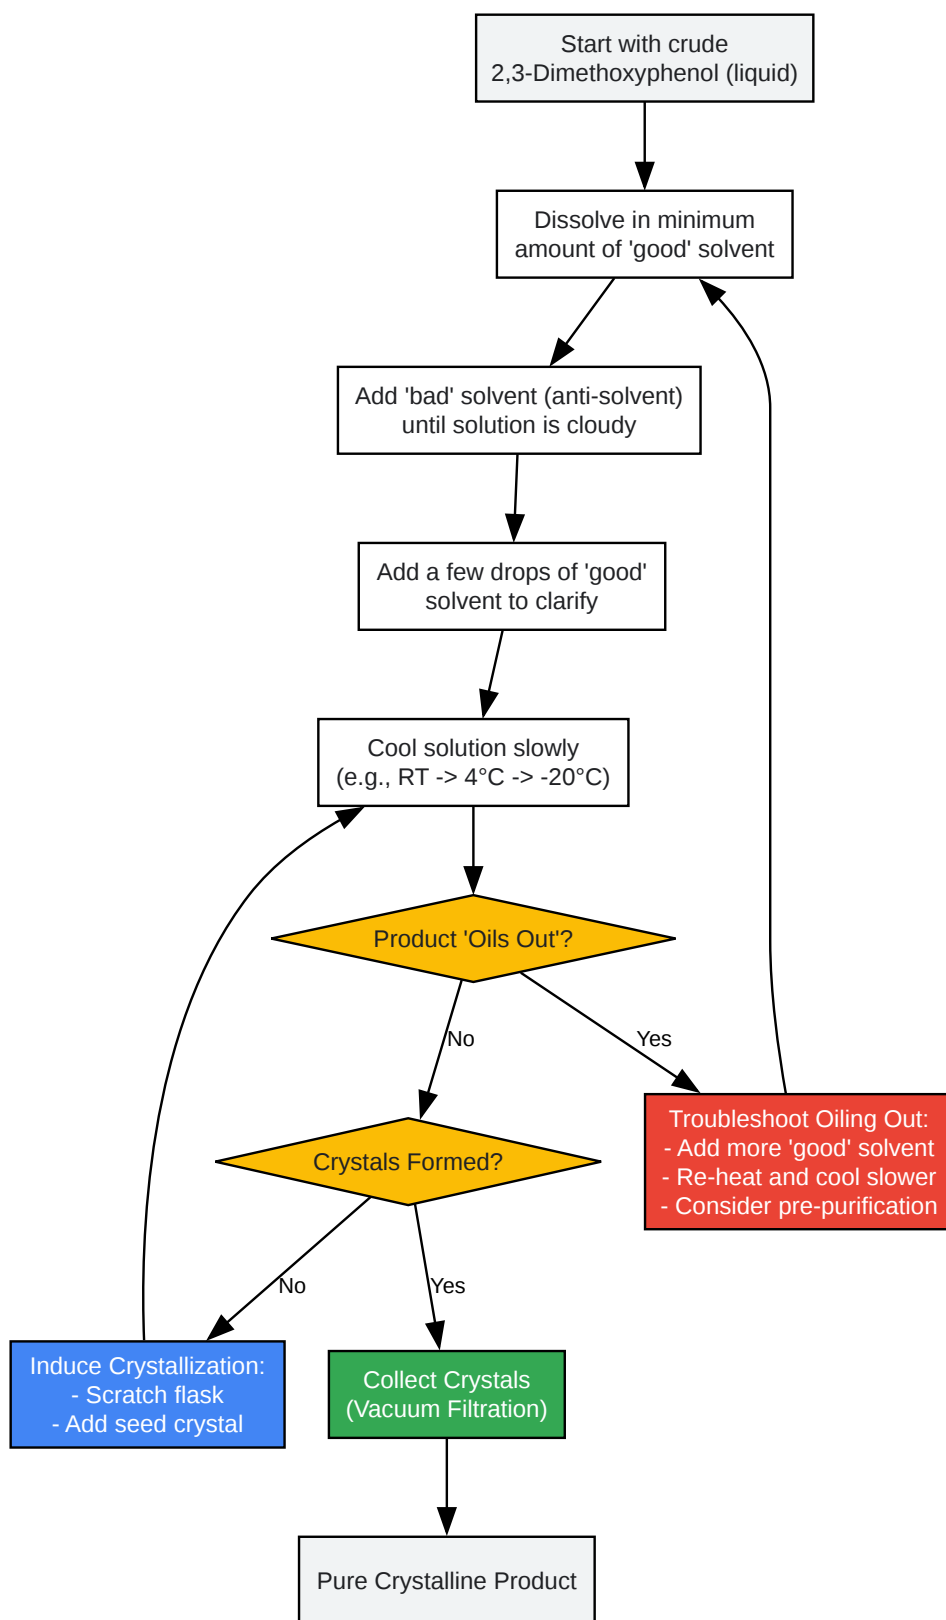 Start with crude
2,3-Dimethoxyphenol (liquid)
Dissolve in minimum
amount of 'good' solvent
Add 'bad' solvent (anti-solvent)
until solution is cloudy
Add a few drops of 'good'
solvent to clarify
Cool solution slowly
(e.g., RT -> 4°C -> -20°C)
Product 'Oils Out'?
No
Yes
Troubleshoot Oiling Out:
- Add more 'good' solvent
- Re-heat and cool slower
- Consider pre-purification
Crystals Formed?
No
Yes
Induce Crystallization:
- Scratch flask
- Add seed crystal
Collect Crystals
(Vacuum Filtration)
Pure Crystalline Product